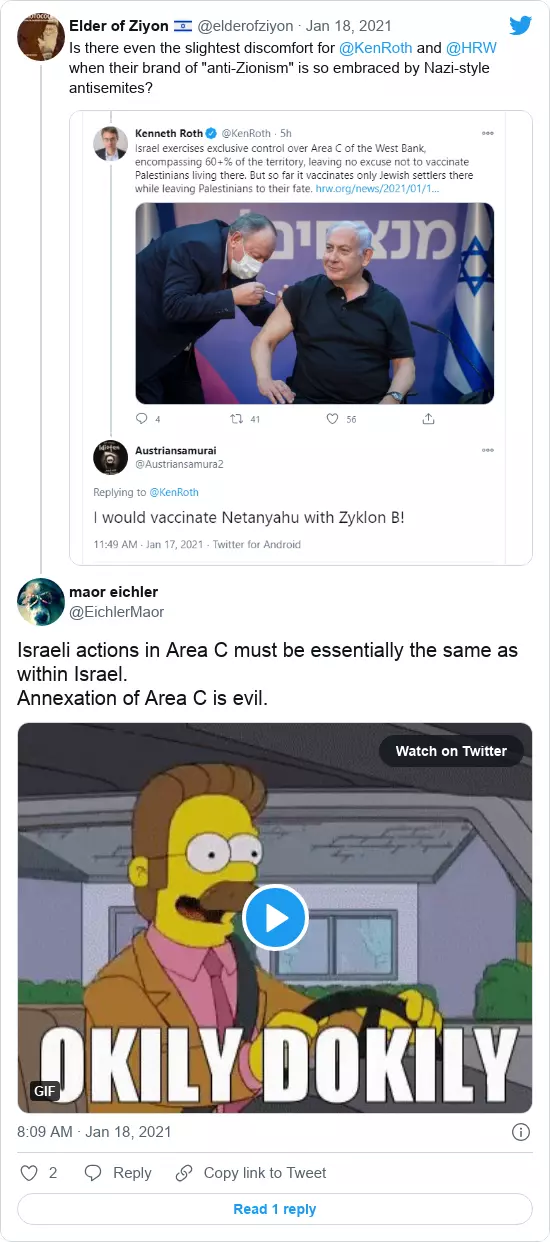 Elder of Ziyon 🇮🇱 @elderofziyon · Jan 18, 2021
Is there even the slightest discomfort for @KenRoth and @HRW
when their brand of "anti-Zionism" is so embraced by Nazi-style
antisemites?
Kenneth Roth @KenRoth · 5h
Israel exercises exclusive control over Area C of the West Bank,
encompassing 60+% of the territory, leaving no excuse not to vaccinate
Palestinians living there. But so far it vaccinates only Jewish settlers there
while leaving Palestinians to their fate. hrw.org/news/2021/01/1...
מנצחים
4
41
56
Austriansamurai
@Austriansamura2
Replying to @KenRoth
I would vaccinate Netanyahu with Zyklon B!
11:49 AM · Jan 17, 2021 · Twitter for Android
maor eichler
@EichlerMaor
Israeli actions in Area C must be essentially the same as
within Israel.
Annexation of Area C is evil.
Watch on Twitter
OKILY DOKILY
GIF
8:09 AM · Jan 18, 2021
2 Reply Copy link to Tweet
Read 1 reply